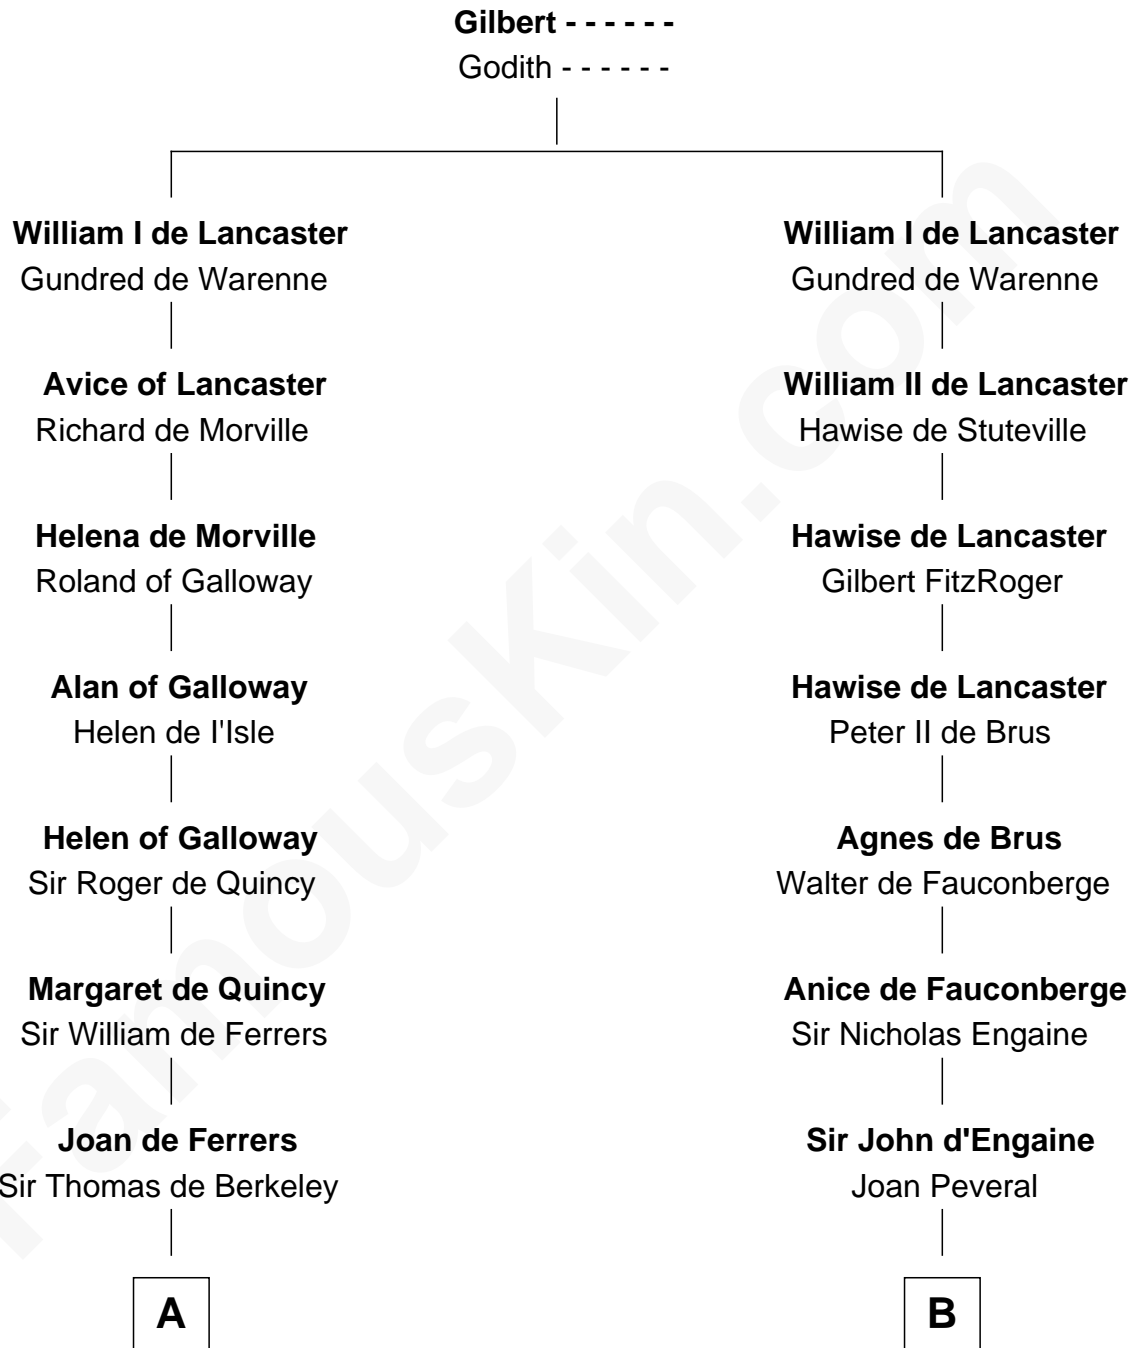 Gilbert - - - - - -
Godith - - - - - -
William I de Lancaster
Gundred de Warenne
Avice of Lancaster
Richard de Morville
Helena de Morville
Roland of Galloway
Alan of Galloway
Helen de I'Isle
Helen of Galloway
Sir Roger de Quincy
Margaret de Quincy
Sir William de Ferrers
Joan de Ferrers
Sir Thomas de Berkeley
A
William I de Lancaster
Gundred de Warenne
William II de Lancaster
Hawise de Stuteville
Hawise de Lancaster
Gilbert FitzRoger
Hawise de Lancaster
Peter II de Brus
Agnes de Brus
Walter de Fauconberge
Anice de Fauconberge
Sir Nicholas Engaine
Sir John d'Engaine
Joan Peveral
B
FamousKin.com